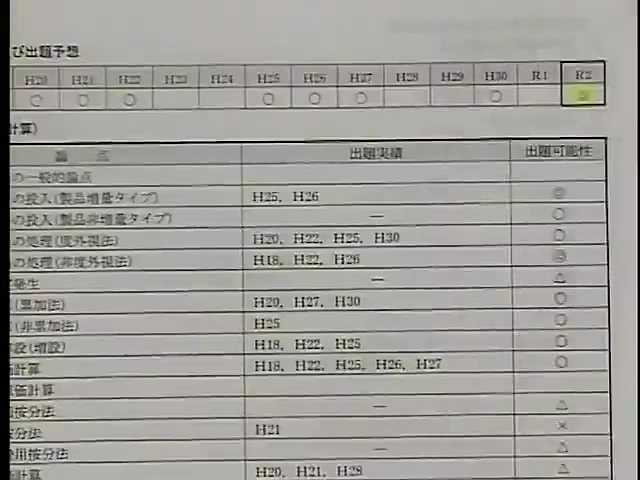 び出題予想
H20 H21 H22 H23 H24 H25 H26 H27 H28 H29 H30 R1 R2
○ ○ ○ ○ ○ ○ ○ ◎
計算)
論 点 出題実績 出題可能性
の一般的論点
の投入(製品増量タイプ) H25, H26 ◎
の投入(製品非増量タイプ) — ○
の処理(度外視法) H20, H22, H25, H30 ○
の処理(非度外視法) H18, H22, H26 ◎
発生 — △
(累加法) H20, H27, H30 ○
(非累加法) H25 ○
設(増設) H18, H22, H25 ○
計算 H18, H22, H25, H26, H27 ○
価計算
按分法 — △
按分法 H21 ×
用按分法 — △
計算 H20, H21, H28 △